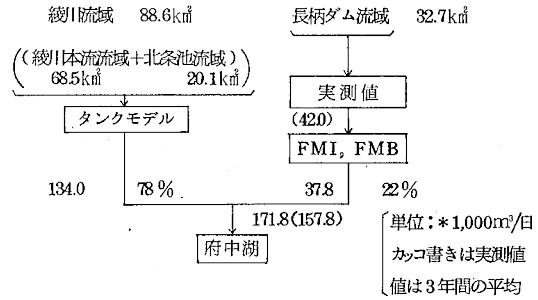 綾川流域 88.6k㎡
長柄ダム流域 32.7k㎡
(綾川本流流域+北条池流域)
68.5k㎡ 20.1k㎡
タンクモデル
実測値
(42.0)
FMI, FMB
134.0 78% 37.8 22%
171.8(157.8)
府中湖
単位:*1,000m³/日
カッコ書きは実測値
値は3年間の平均